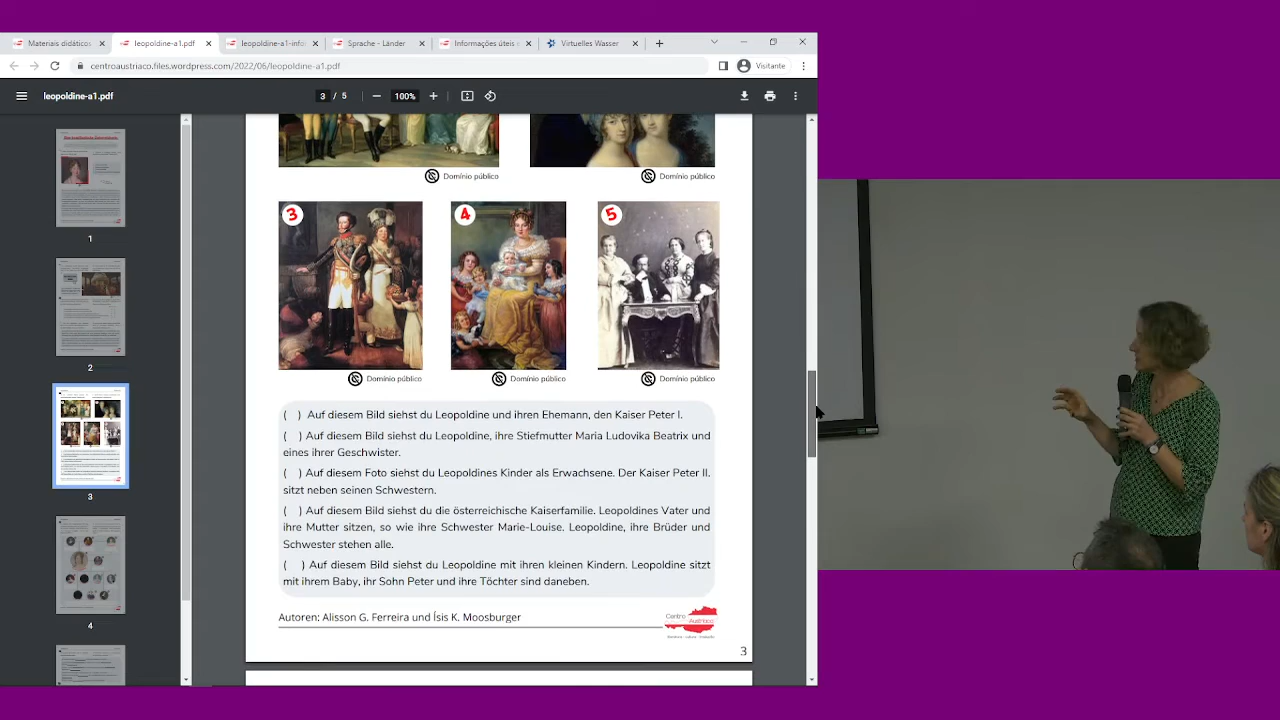 Materiais didáticos
leopoldine-a1.pdf
leopoldine-a1-info
Sprache - Länder
Informações úteis
Virtuelles Wasser
centroaustriaco.files.wordpress.com/2022/06/leopoldine-a1.pdf
Visitante
leopoldine-a1.pdf
3 / 5
100%
Domínio público
Domínio público
3
4
5
Domínio público
Domínio público
Domínio público
( ) Auf diesem Bild siehst du Leopoldine und ihren Ehemann, den Kaiser Peter I.
( ) Auf diesem Bild siehst du Leopoldine, ihre Stiefmutter Maria Ludovika Beatrix und
eines ihrer Geschwister.
( ) Auf diesem Foto siehst du Leopoldines Kinder als Erwachsene. Der Kaiser Peter II.
sitzt neben seinen Schwestern.
( ) Auf diesem Bild siehst du die österreichische Kaiserfamilie. Leopoldines Vater und
ihre Mutter sitzen, so wie ihre Schwester Marie-Louise. Leopoldine, ihre Brüder und
Schwester stehen alle.
( ) Auf diesem Bild siehst du Leopoldine mit ihren kleinen Kindern. Leopoldine sitzt
mit ihrem Baby, ihr Sohn Peter und ihre Töchter sind daneben.
Autoren: Alisson G. Ferreira und Ísis K. Moosburger
Centro
Austríaco
3
1
2
3
4